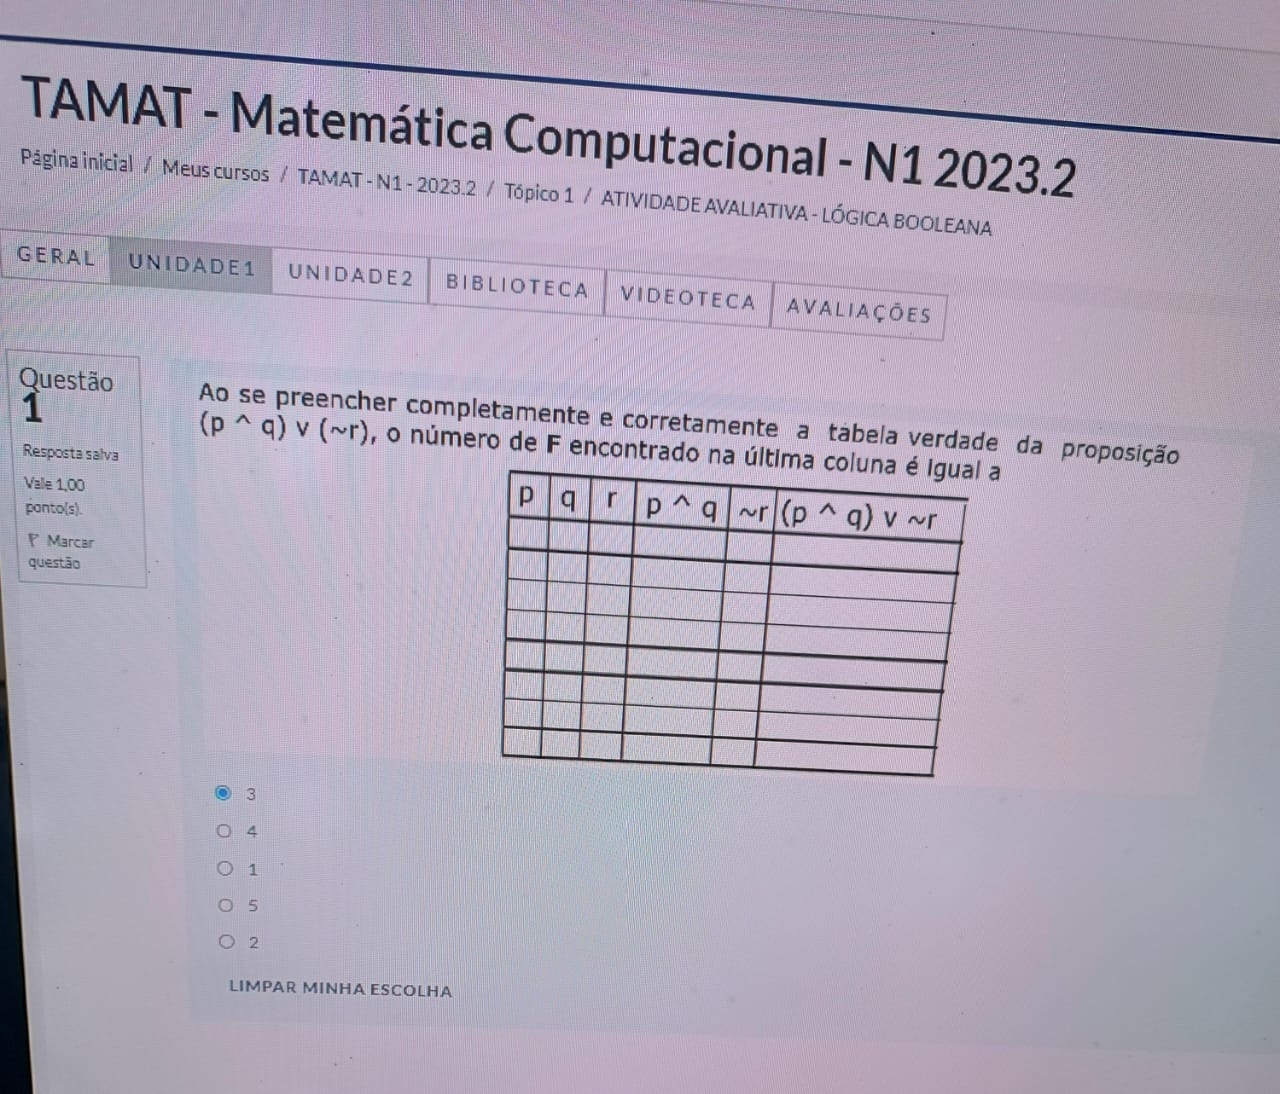 TAMAT - Matemática Computacional - N1 2023.2
Página inicial / Meus cursos / TAMAT - N1 - 2023.2 / Tópico 1 / ATIVIDADE AVALIATIVA - LÓGICA BOOLEANA
GERAL UNIDADE1 UNIDADE2 BIBLIOTECA VIDEOTECA AVALIAÇÕES
Questão
1
Resposta salva
Vale 1,00
ponto(s).
Marcar
questão
Ao se preencher completamente e corretamente a tabela verdade da proposição
(p ^ q) v (~r), o número de F encontrado na última coluna é igual a
p q r p ^ q ~r (p ^ q) v ~r
3
4
1
5
2
LIMPAR MINHA ESCOLHA